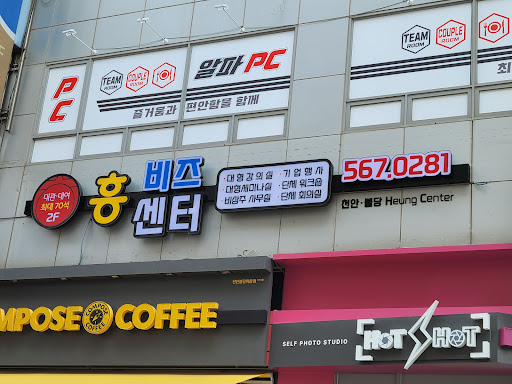 TEAM ROOM
COUPLE ROOM
PC
TEAM ROOM
COUPLE ROOM
알파 PC
즐거움과 편안함을 함께
최
대관·대여
최대 70석
2F
흥 비즈센터
·대형강의실 ·기업행사
대형세미나실 ·단체 워크숍
비상주 사무실 ·단체 회의실
567.0281
천안·불당 Heung Center
MPOSE COFFEE
COMPOSE COFFEE
SELF PHOTO STUDIO
HOT SHOT